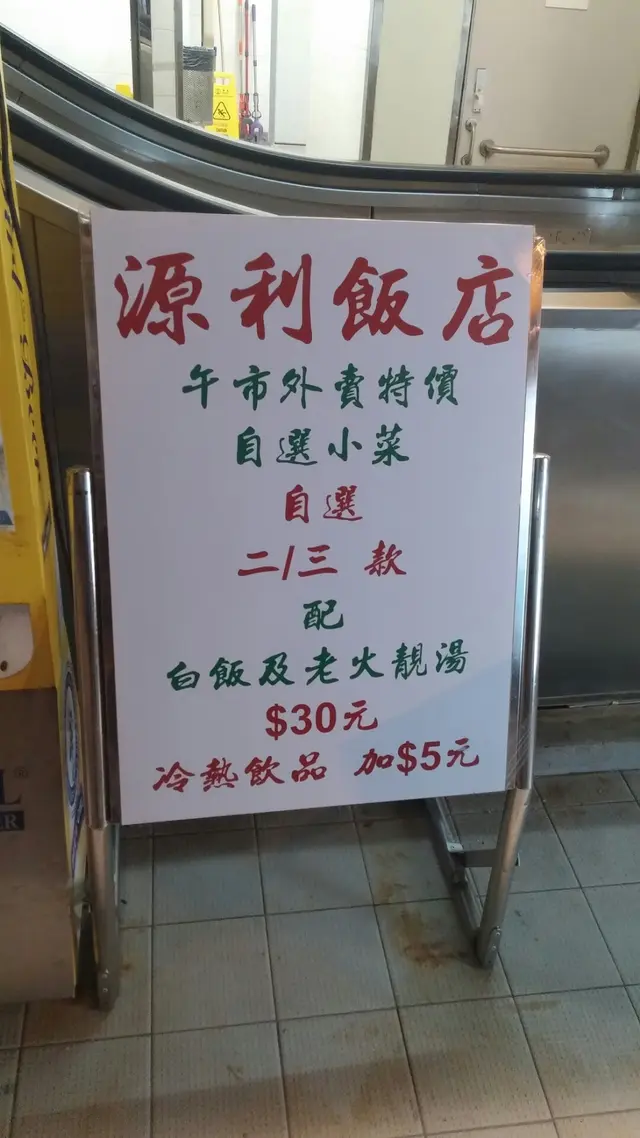 源利飯店
午市外賣特價
自選小菜
自選
二/三 款
配
白飯及老火靚湯
$30元
冷熱飲品 加$5元